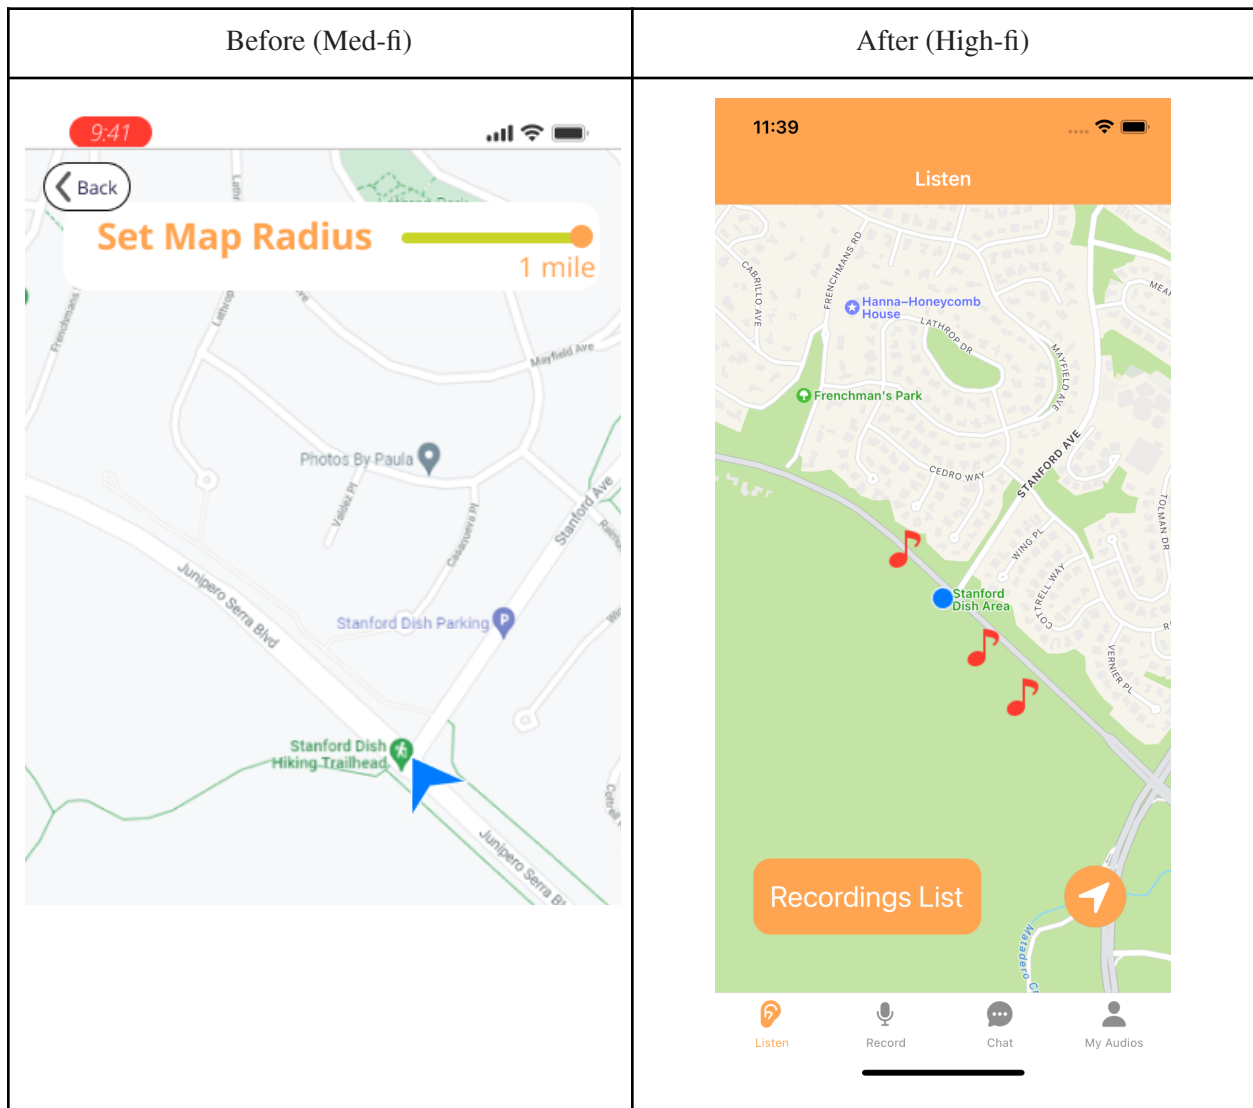 Before (Med-fi)
After (High-fi)
9:41
Back
Set Map Radius
1 mile
Lathrop
Frenchmans
Mayfield Ave
Photos By Paula
Valdez Pl
Casanueva Pl
Stanford Ave
Junipero Serra Blvd
Stanford Dish Parking
P
Stanford Dish
Hiking Trailhead
Junipero Serra
11:39
Listen
CABRILLO AVE
FRENCHMANS RD
Hanna–Honeycomb
House
LATHROP DR
MAYFIELD AVE
Frenchman's Park
CEDRO WAY
STANFORD AVE
TOLMAN DR
WING PL
Stanford
Dish Area
COTTRELL WAY
VERNIER PL
Recordings List
Matadero
Listen
Record
Chat
My Audios